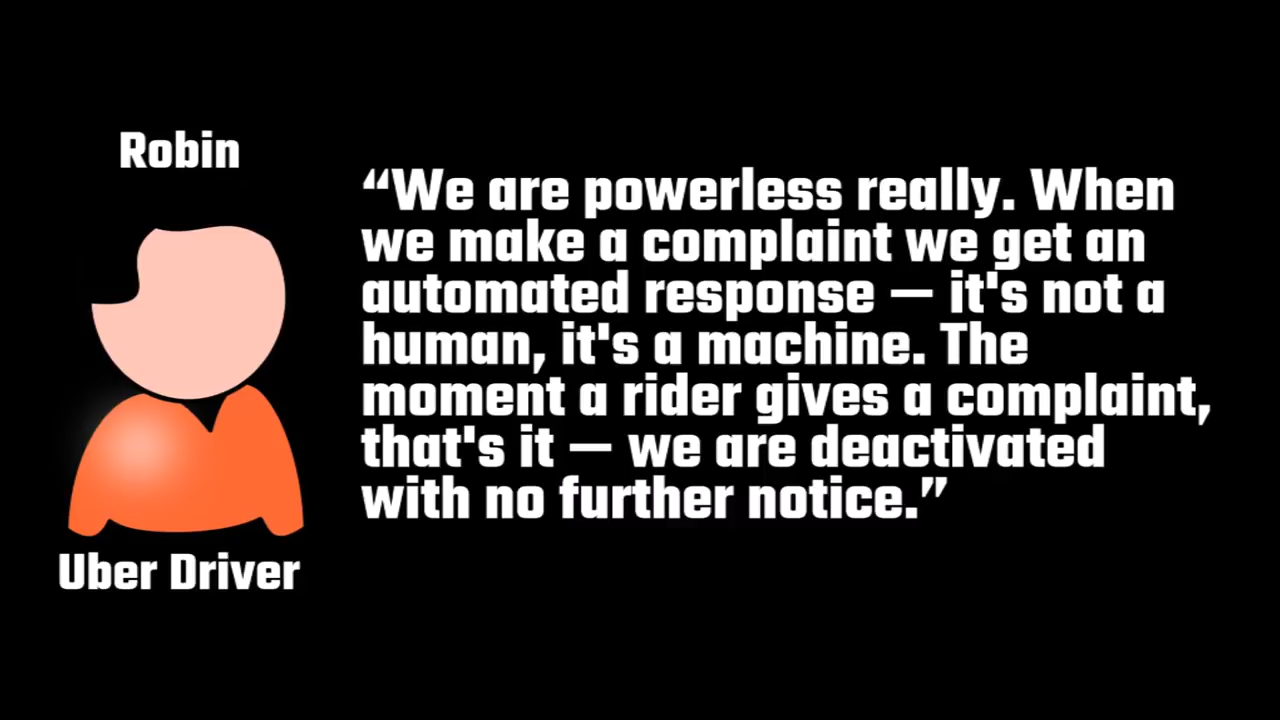 Robin
“We are powerless really. When
we make a complaint we get an
automated response — it's not a
human, it's a machine. The
moment a rider gives a complaint,
that's it — we are deactivated
with no further notice.”
Uber Driver